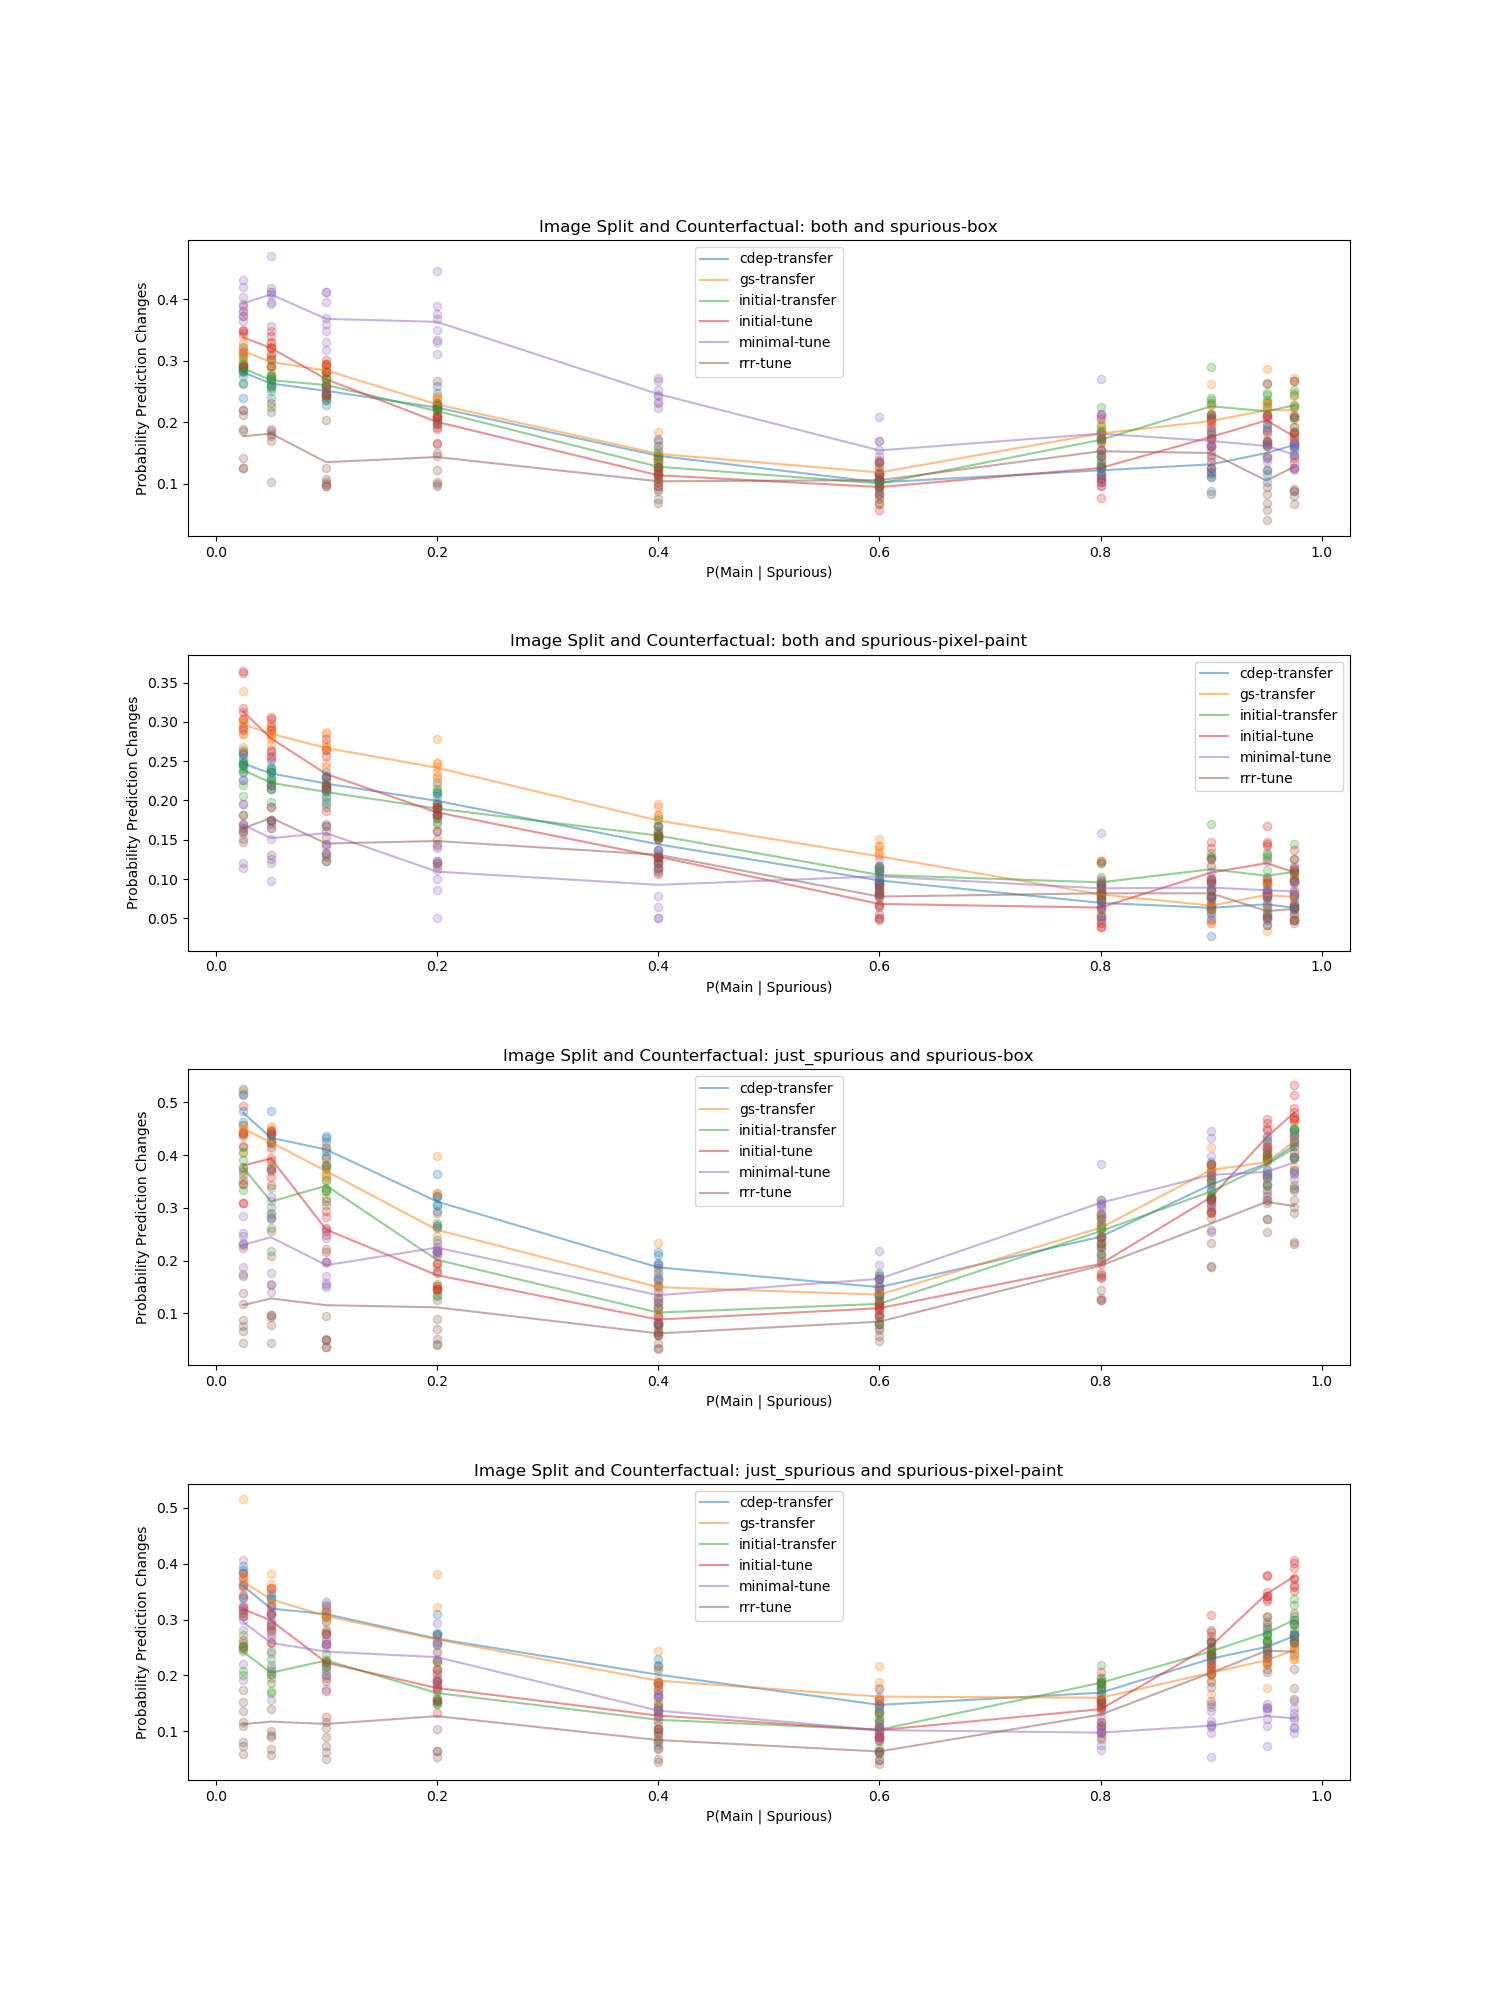 Image Split and Counterfactual: both and spurious-box
Probability Prediction Changes
0.4
0.3
0.2
0.1
cdep-transfer
gs-transfer
initial-transfer
initial-tune
minimal-tune
rrr-tune
0.0 0.2 0.4 0.6 0.8 1.0
P(Main | Spurious)
Image Split and Counterfactual: both and spurious-pixel-paint
Probability Prediction Changes
0.35
0.30
0.25
0.20
0.15
0.10
0.05
cdep-transfer
gs-transfer
initial-transfer
initial-tune
minimal-tune
rrr-tune
0.0 0.2 0.4 0.6 0.8 1.0
P(Main | Spurious)
Image Split and Counterfactual: just_spurious and spurious-box
Probability Prediction Changes
0.5
0.4
0.3
0.2
0.1
cdep-transfer
gs-transfer
initial-transfer
initial-tune
minimal-tune
rrr-tune
0.0 0.2 0.4 0.6 0.8 1.0
P(Main | Spurious)
Image Split and Counterfactual: just_spurious and spurious-pixel-paint
Probability Prediction Changes
0.5
0.4
0.3
0.2
0.1
cdep-transfer
gs-transfer
initial-transfer
initial-tune
minimal-tune
rrr-tune
0.0 0.2 0.4 0.6 0.8 1.0
P(Main | Spurious)